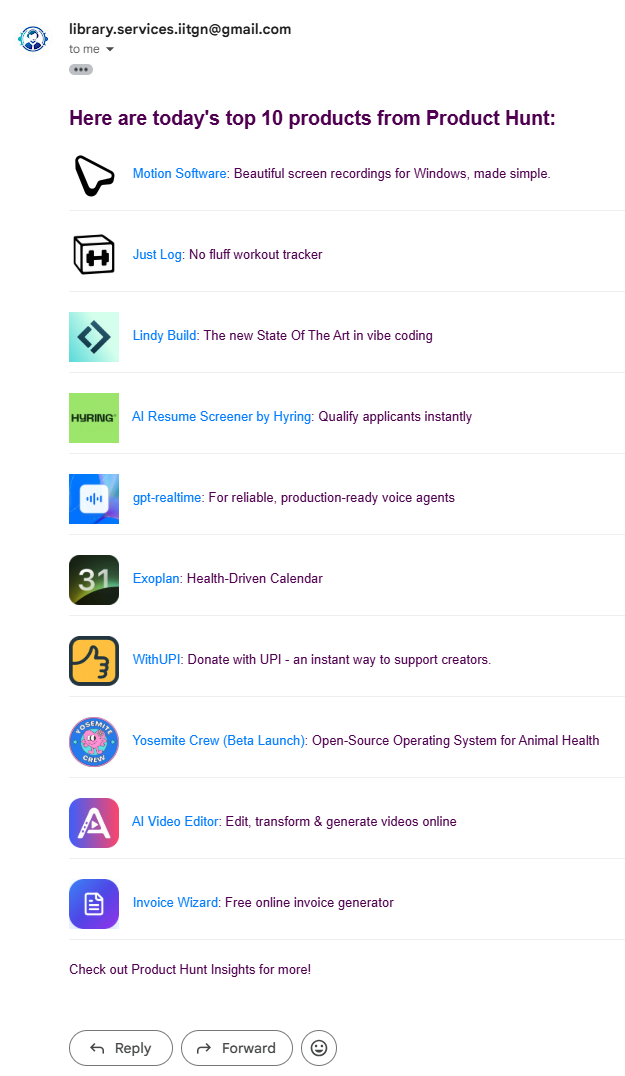 library.services.iitgn@gmail.com
to me
Here are today's top 10 products from Product Hunt:
Motion Software: Beautiful screen recordings for Windows, made simple.
Just Log: No fluff workout tracker
Lindy Build: The new State Of The Art in vibe coding
HYRING
AI Resume Screener by Hyring: Qualify applicants instantly
gpt-realtime: For reliable, production-ready voice agents
31
Exoplan: Health-Driven Calendar
WithUPI: Donate with UPI - an instant way to support creators.
YOSEMITE
CREW
Yosemite Crew (Beta Launch): Open-Source Operating System for Animal Health
A
AI Video Editor: Edit, transform & generate videos online
Invoice Wizard: Free online invoice generator
Check out Product Hunt Insights for more!
Reply
Forward